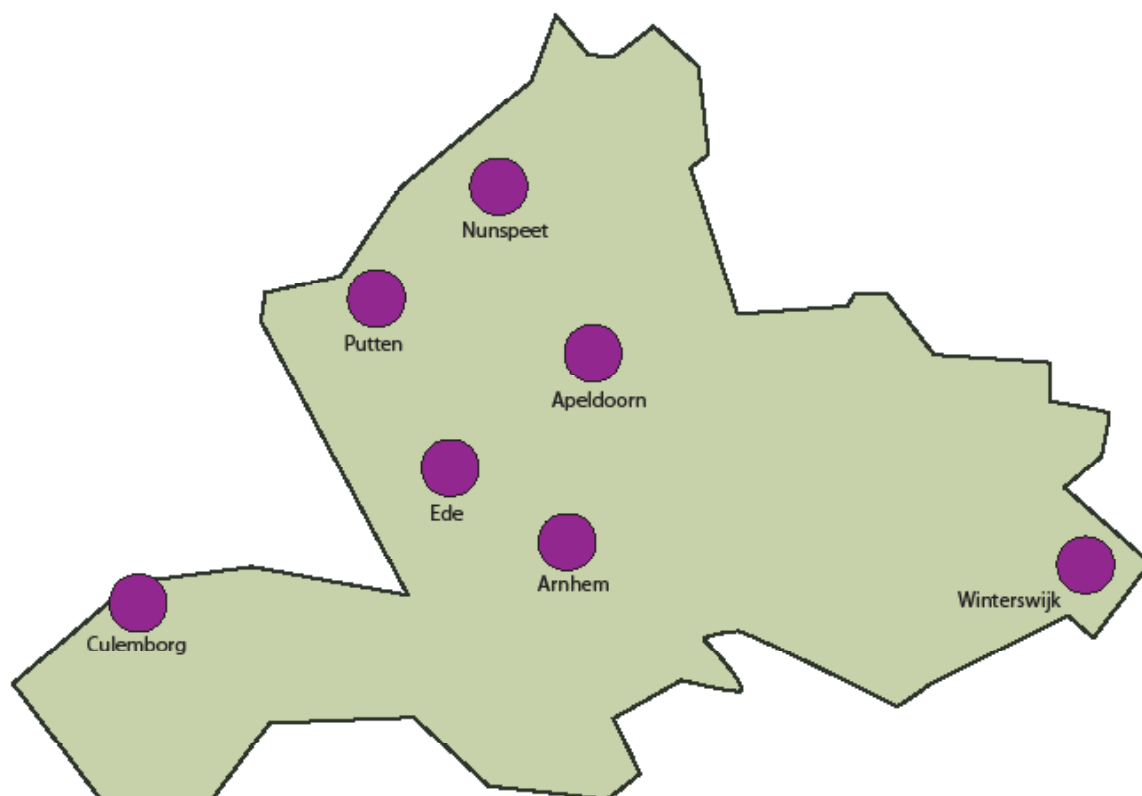 Nunspeet
Putten
Apeldoorn
Ede
Arnhem
Winterswijk
Culemborg